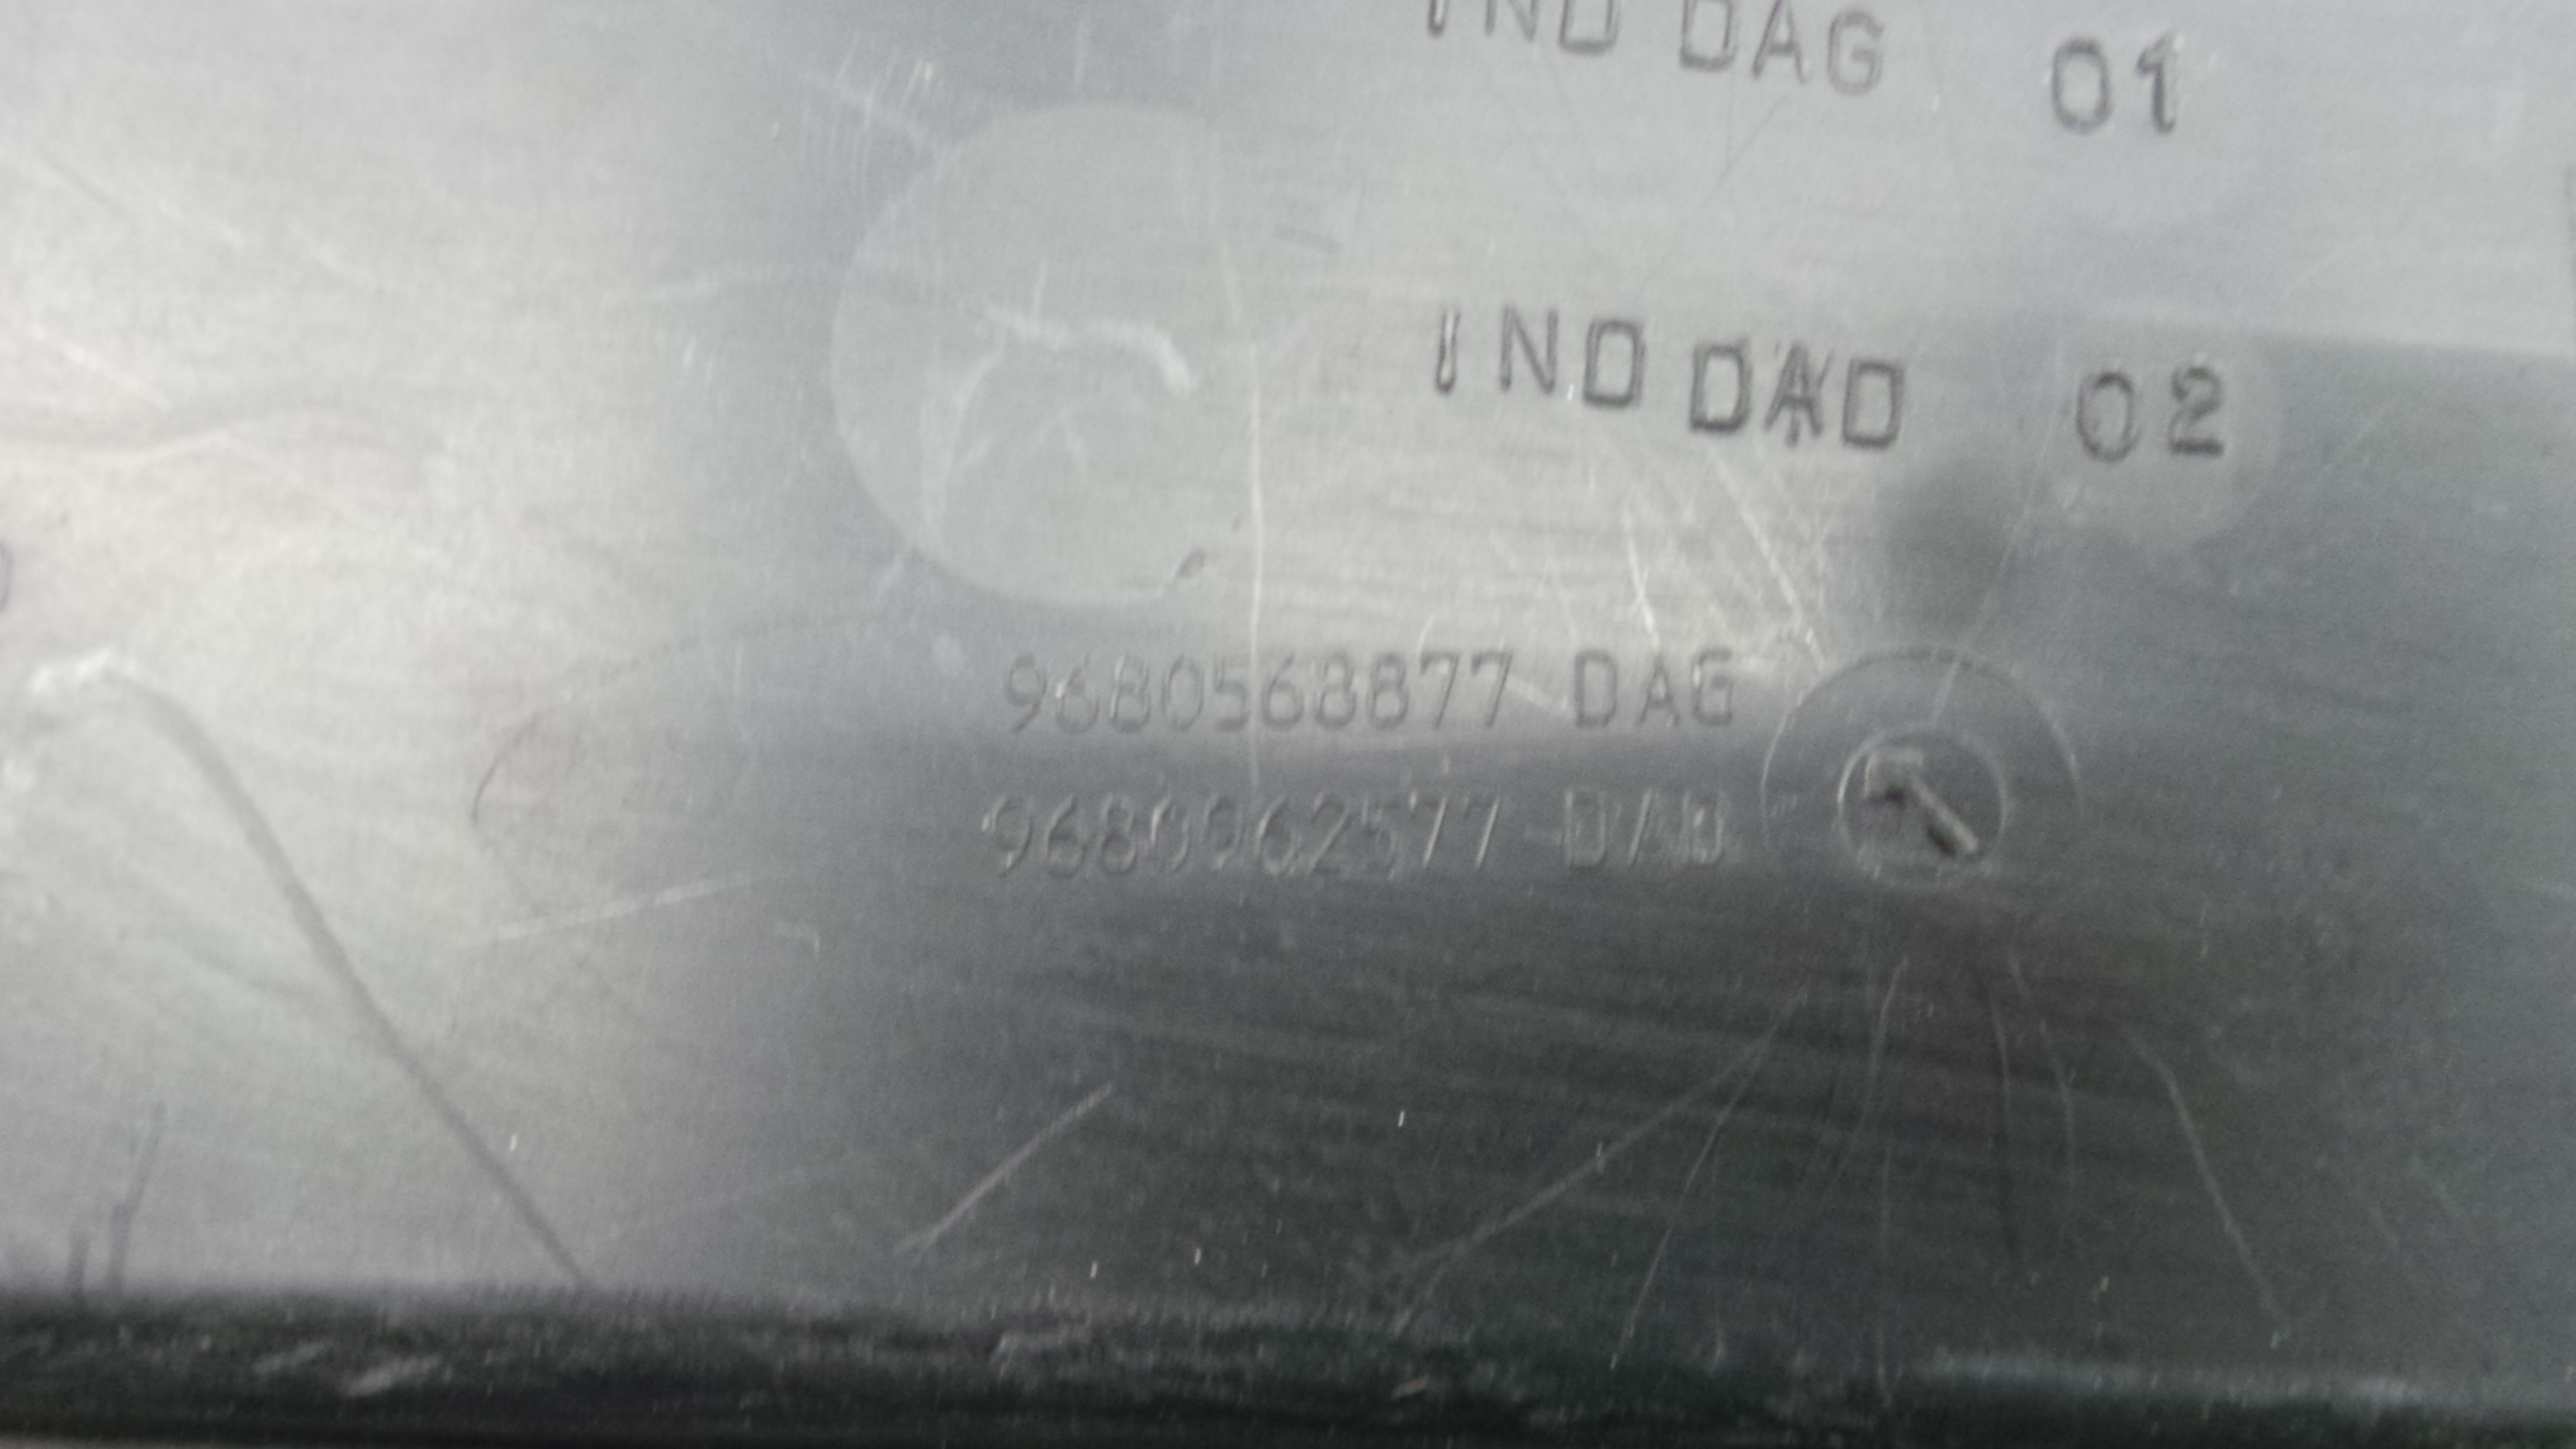 IND DAG 01
IND DAD 02
9680568877 DAG
9680962577 DAD